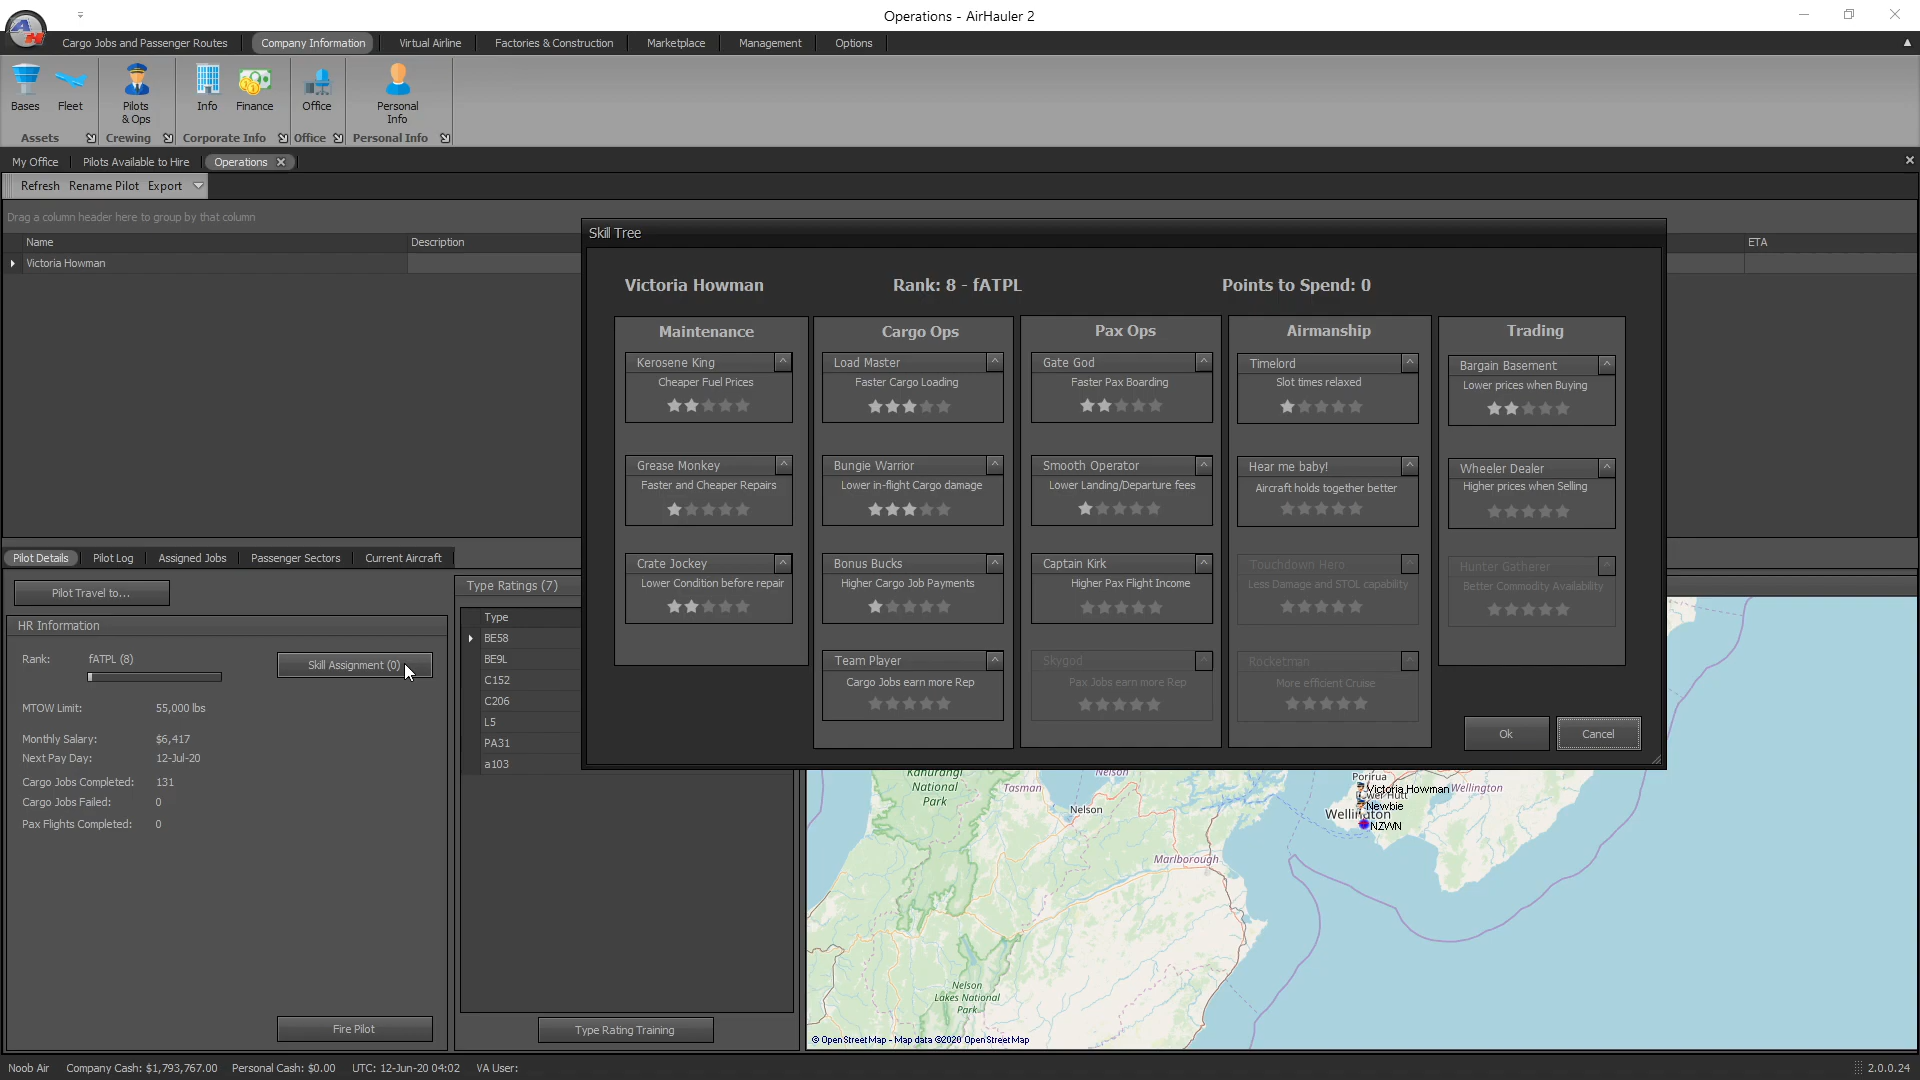 Operations - AirHauler 2
Cargo Jobs and Passenger Routes
Company Information
Virtual Airline
Factories & Construction
Marketplace
Management
Options
Bases
Fleet
Pilots
& Ops
Info
Finance
Office
Personal
Info
Assets
Crewing
Corporate Info
Office
Personal Info
My Office
Pilots Available to Hire
Operations
Refresh
Rename Pilot
Export
Drag a column header here to group by that column
Name
Description
ETA
Victoria Howman
Skill Tree
Victoria Howman
Rank: 8 - fATPL
Points to Spend: 0
Maintenance
Kerosene King
Cheaper Fuel Prices
Grease Monkey
Faster and Cheaper Repairs
Crate Jockey
Lower Condition before repair
Cargo Ops
Load Master
Faster Cargo Loading
Bungie Warrior
Lower in-flight Cargo damage
Bonus Bucks
Higher Cargo Job Payments
Team Player
Cargo Jobs earn more Rep
Pax Ops
Gate God
Faster Pax Boarding
Smooth Operator
Lower Landing/Departure fees
Captain Kirk
Higher Pax Flight Income
Skygod
Pax Jobs earn more Rep
Airmanship
Timelord
Slot times relaxed
Hear me baby!
Aircraft holds together better
Touchdown Hero
Less Damage and STOL capability
Rocketman
More efficient Cruise
Trading
Bargain Basement
Lower prices when Buying
Wheeler Dealer
Higher prices when Selling
Hunter Gatherer
Better Commodity Availability
Ok
Cancel
Pilot Details
Pilot Log
Assigned Jobs
Passenger Sectors
Current Aircraft
Pilot Travel to...
HR Information
Rank:
fATPL (8)
Skill Assignment (0)
MTOW Limit:
55,000 lbs
Monthly Salary:
$6,417
Next Pay Day:
12-Jul-20
Cargo Jobs Completed:
131
Cargo Jobs Failed:
0
Pax Flights Completed:
0
Fire Pilot
Type Ratings (7)
Type
BE58
BE9L
C152
C206
L5
PA31
a103
Type Rating Training
Kahurangi
National
Park
Tasman
Nelson
Nelson
Marlborough
Nelson
Lakes National
Park
Porirua
Victoria Howman
Wellington
Newbie
Wellington
NZWN
© OpenStreetMap - Map data ©2020 OpenStreetMap
Noob Air
Company Cash: $1,793,767.00
Personal Cash: $0.00
UTC: 12-Jun-20 04:02
VA User:
2.0.0.24